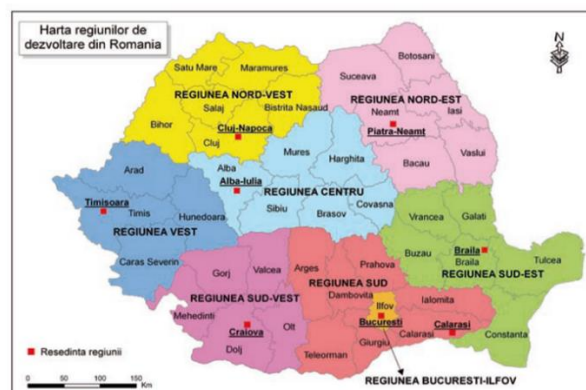 Harta regiunilor de
dezvoltare din Romania
N
Satu Mare
Maramures
REGIUNEA NORD-VEST
Salaj
Bistrita Nasaud
Bihor
Cluj-Napoca
Cluj
Botosani
Suceava
REGIUNEA NORD-EST
Neamt
Iasi
Piatra-Neamt
Bacau
Vaslui
Mures
Harghita
Alba
Alba-Iulia
REGIUNEA CENTRU
Covasna
Sibiu
Brasov
Arad
Timisoara
Timis
Hunedoara
REGIUNEA VEST
Caras Severin
Vrancea
Galati
Buzau
Braila
Braila
Tulcea
REGIUNEA SUD-EST
Constanta
Gorj
Valcea
REGIUNEA SUD-VEST
Mehedinti
Olt
Craiova
Dolj
Arges
Prahova
REGIUNEA SUD
Dambovita
Ialomita
Ilfov
Bucuresti
Calarasi
Calarasi
Giurgiu
Teleorman
REGIUNEA BUCURESTI-ILFOV
Resedinta regiunii
0
50
100
150
Km